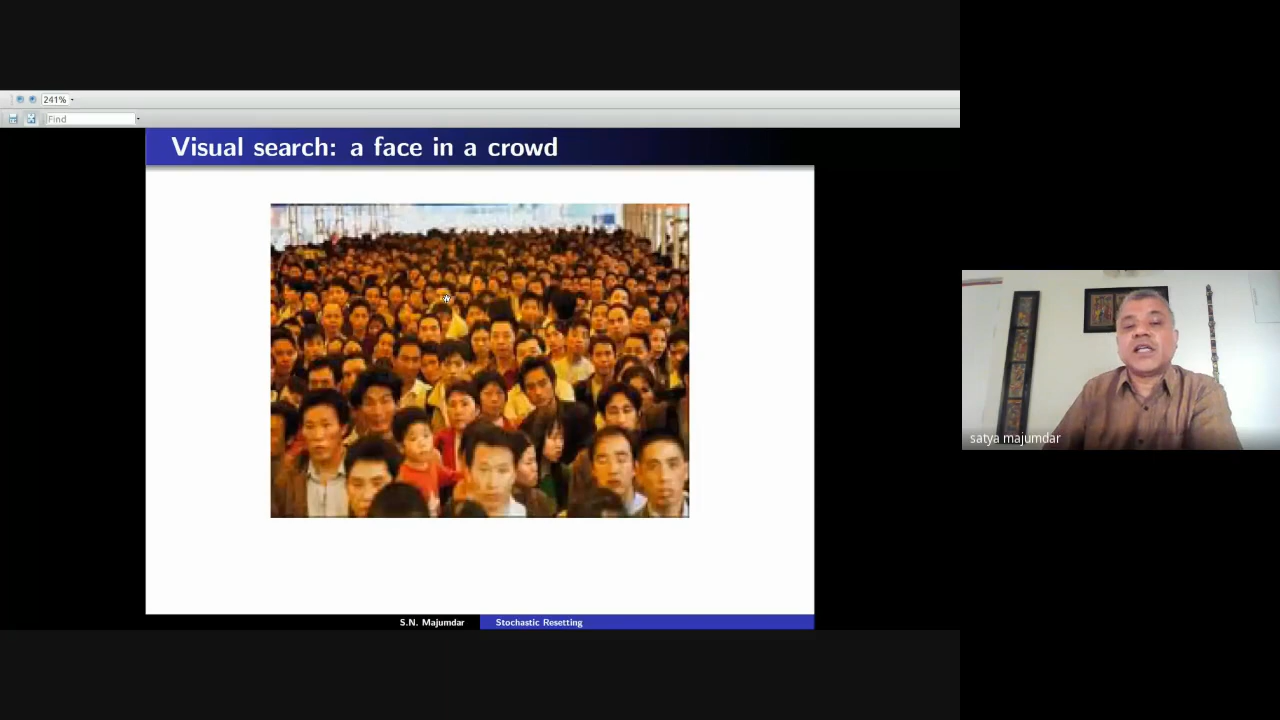 241%
Find
Visual search: a face in a crowd
satya majumdar
S.N. Majumdar
Stochastic Resetting